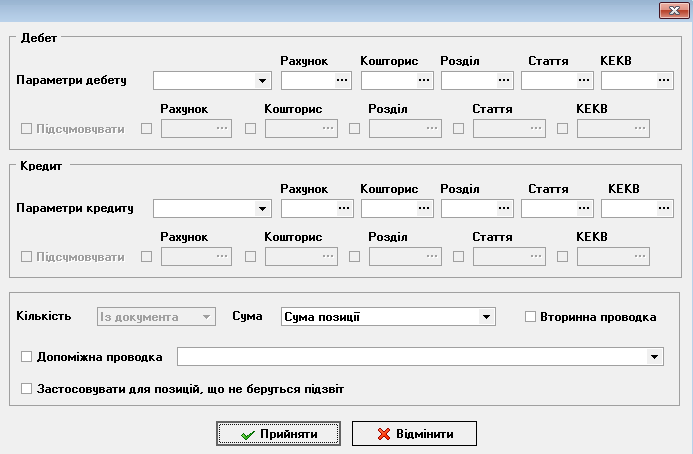 Дебет
Рахунок Кошторис Розділ Стаття КЕКВ
Параметри дебету ... ... ... ... ...
Рахунок Кошторис Розділ Стаття КЕКВ
Підсумовувати ... ... ... ... ...
Кредит
Рахунок Кошторис Розділ Стаття КЕКВ
Параметри кредиту ... ... ... ... ...
Рахунок Кошторис Розділ Стаття КЕКВ
Підсумовувати ... ... ... ... ...
Кількість Із документа Сума Сума позиції Вторинна проводка
Допоміжна проводка
Застосовувати для позицій, що не беруться підзвіт
Прийняти Відмінити